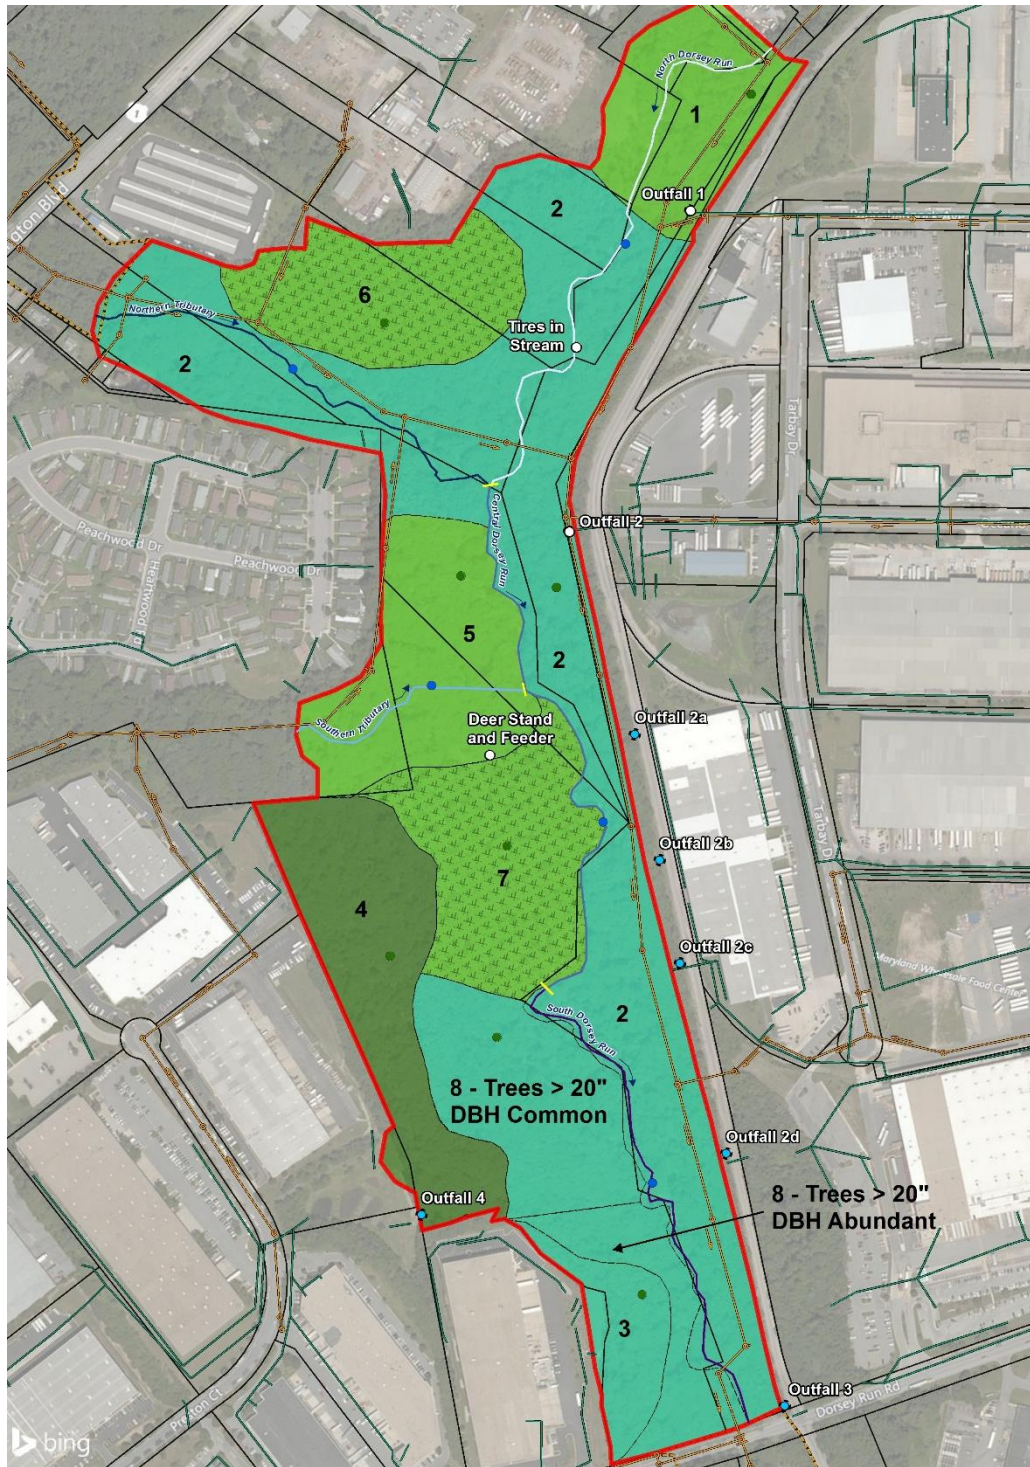 North Dorsey Run
1
1
Outfall 1
2
6
Northern Tributary
Tires in
Stream
2
Tarbay Dr
Central Dorsey Run
Outfall 2
Peachwood Dr
Peachwood Dr
5
2
Southern Tributary
Deer Stand
and Feeder
Outfall 2a
Outfall 2b
7
4
Outfall 2c
Maryland Wholesale Food Center
South Dorsey Run
2
8 - Trees > 20"
DBH Common
Outfall 2d
8 - Trees > 20"
DBH Abundant
Outfall 4
3
Outfall 3
Dorsey Run Rd
Preston Ct
bing